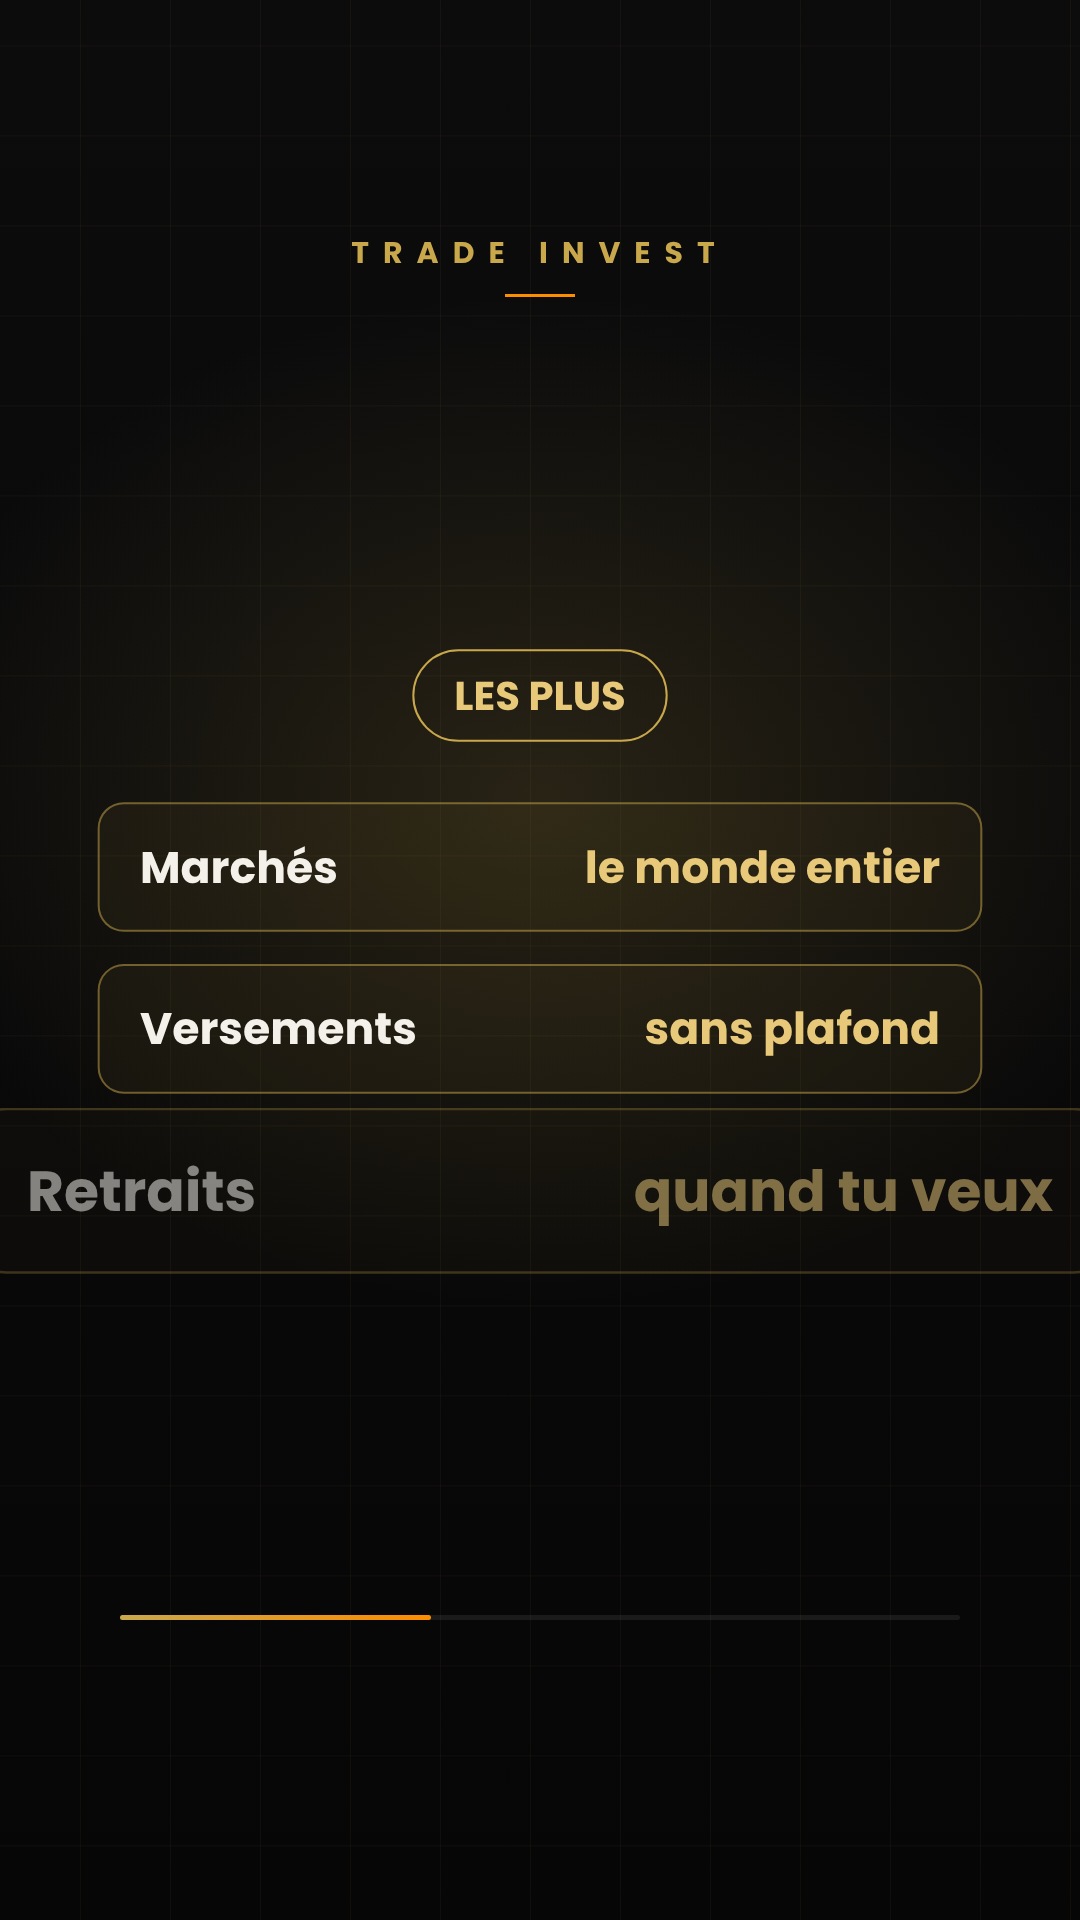 TRADE INVEST
LES PLUS
Marchés le monde entier
Versements sans plafond
Retraits quand tu veux